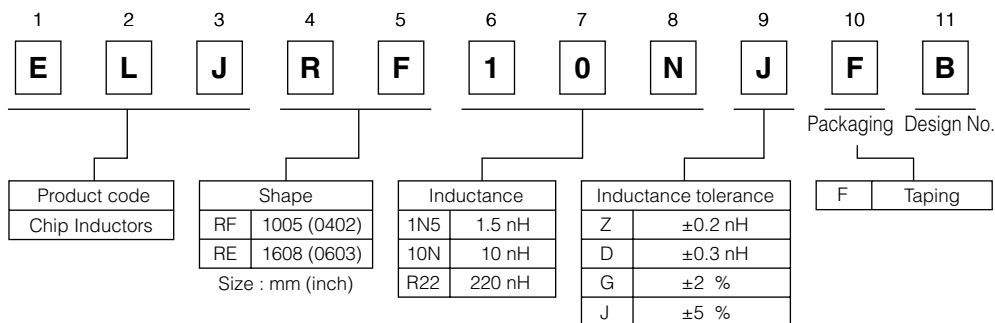 1 2 3 4 5 6 7 8 9 10 11
E L J R F 1 0 N J F B
Packaging Design No.
Product code
Chip Inductors
Shape
RF 1005 (0402)
RE 1608 (0603)
Size : mm (inch)
Inductance
1N5 1.5 nH
10N 10 nH
R22 220 nH
Inductance tolerance
Z ±0.2 nH
D ±0.3 nH
G ±2 %
J ±5 %
F Taping